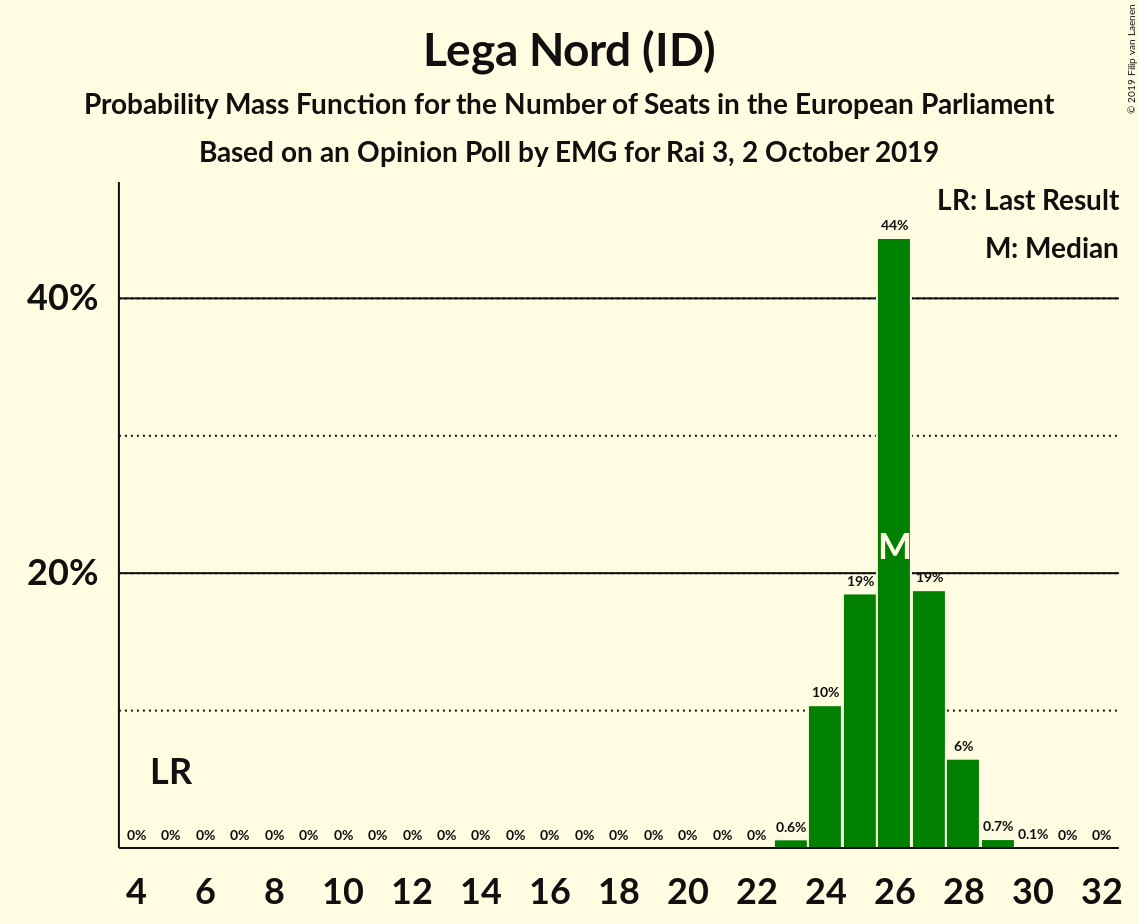 Lega Nord (ID)
Probability Mass Function for the Number of Seats in the European Parliament
Based on an Opinion Poll by EMG for Rai 3, 2 October 2019
© 2019 Filip van Laenen
LR: Last Result
M: Median
44%
40%
M
20%
19%
19%
10%
6%
LR
0% 0% 0% 0% 0% 0% 0% 0% 0% 0% 0% 0% 0% 0% 0% 0% 0% 0% 0% 0.6% 0.7% 0.1% 0% 0%
4 6 8 10 12 14 16 18 20 22 24 26 28 30 32